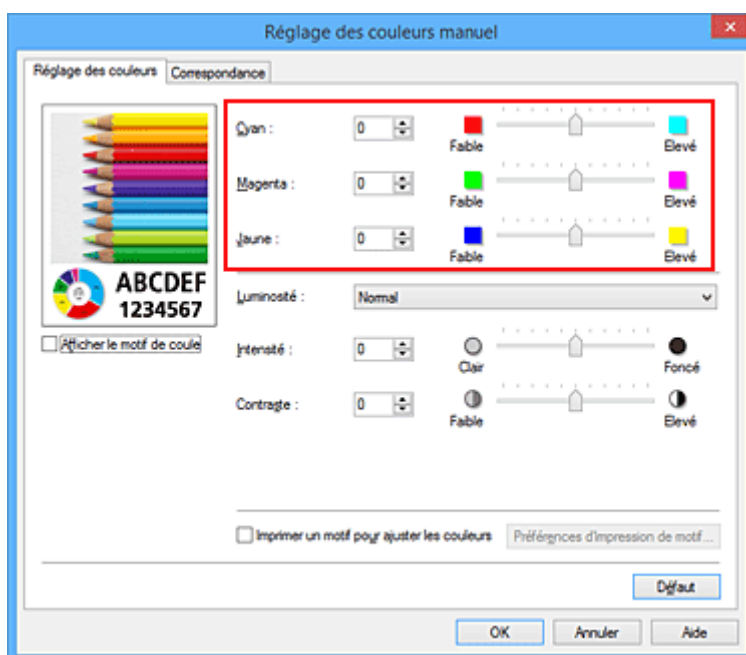 Réglage des couleurs manuel
Réglage des couleurs Correspondance
Cyan : 0 Faible Elevé
Magenta : 0 Faible Elevé
Jaune : 0 Faible Elevé
ABCDEF
1234567
Afficher le motif de coule
Luminosité : Normal
Intensité : 0 Clair Foncé
Contraste : 0 Faible Elevé
Imprimer un motif pour ajuster les couleurs Préférences d'impression de motif...
Défaut
OK Annuler Aide